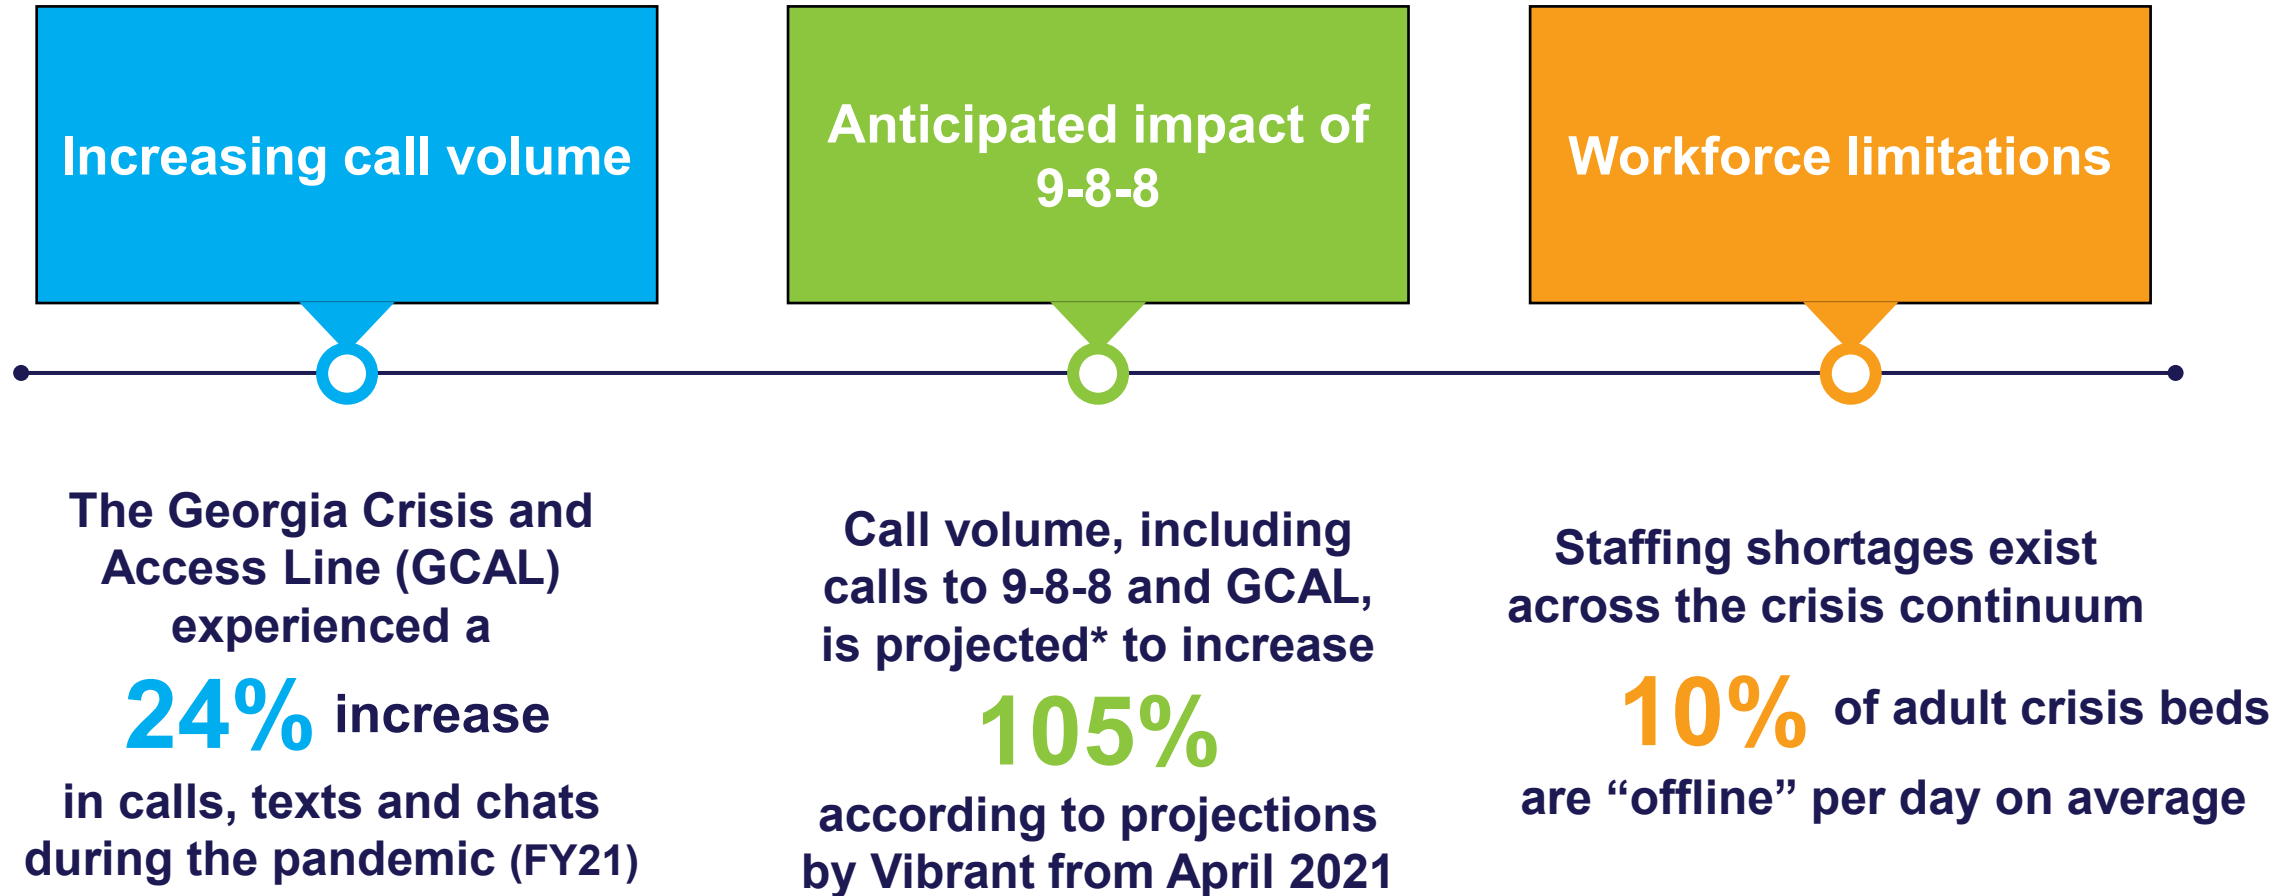 Increasing call volume
Anticipated impact of
9-8-8
Workforce limitations
The Georgia Crisis and
Access Line (GCAL)
experienced a
24% increase
in calls, texts and chats
during the pandemic (FY21)
Call volume, including
calls to 9-8-8 and GCAL,
is projected* to increase
105%
according to projections
by Vibrant from April 2021
Staffing shortages exist
across the crisis continuum
10% of adult crisis beds
are “offline” per day on average